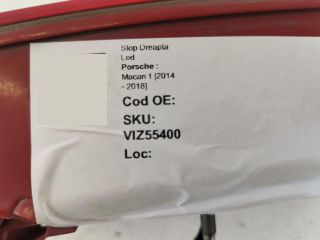 Stop Dreapta
Led
Porsche :
Macan 1 [2014
- 2018]
Cod OE:
SKU:
VIZ55400
Loc: